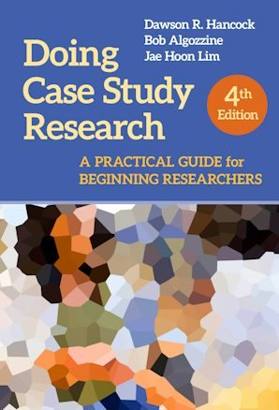 Dawson R. Hancock
Bob Algozzine
Jae Hoon Lim
Doing
Case Study
Research
4th
Edition
A PRACTICAL GUIDE for
BEGINNING RESEARCHERS